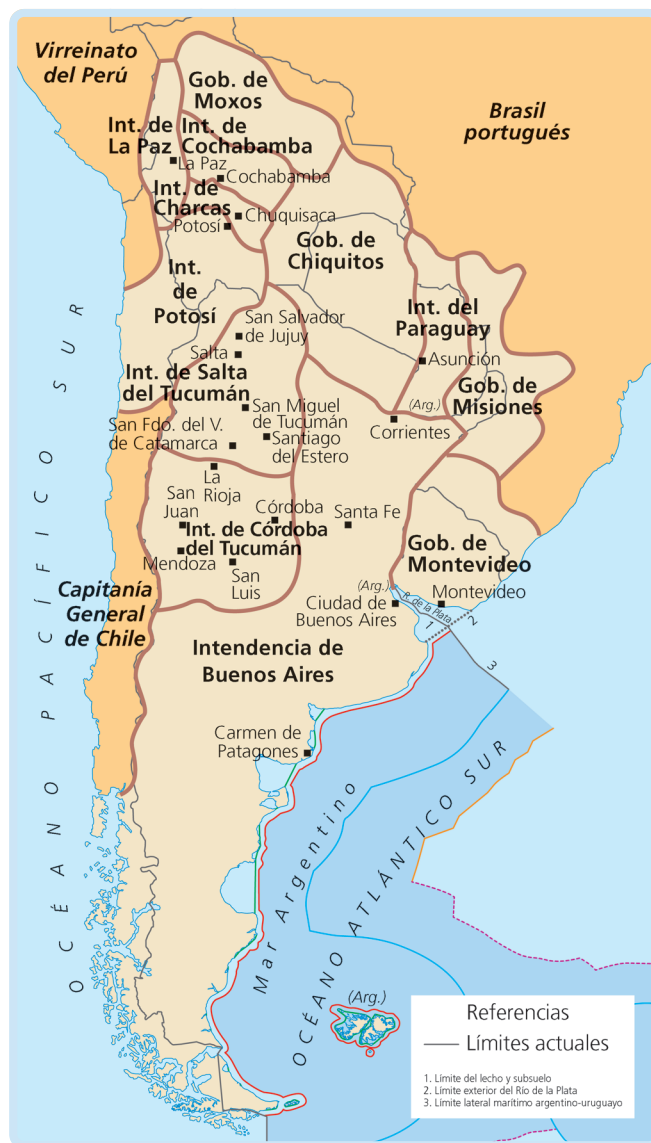 Virreinato
del Perú
Gob. de
Moxos
Brasil
portugués
Int. de
La Paz
Int. de
Cochabamba
La Paz
Cochabamba
Int. de
Charcas
Chuquisaca
Potosí
Gob. de
Chiquitos
Int.
de
Potosí
San Salvador
de Jujuy
Int. del
Paraguay
Salta
Asunción
Int. de Salta
del Tucumán
Gob. de
Misiones
(Arg.)
San Miguel
de Tucumán
San Fdo. del V.
de Catamarca
Corrientes
Santiago
del Estero
La
Rioja
San
Juan
Córdoba
Santa Fe
Int. de Córdoba
del Tucumán
Gob. de
Montevideo
Mendoza
San
Luis
(Arg.)
R. de la Plata
Montevideo
Capitanía
General
de Chile
Ciudad de
Buenos Aires
1
2
3
Intendencia de
Buenos Aires
Carmen de
Patagones
OCÉANO PACÍFICO SUR
Mar Argentino
OCÉANO ATLÁNTICO SUR
(Arg.)
Referencias
Límites actuales
1. Límite del lecho y subsuelo
2. Límite exterior del Río de la Plata
3. Límite lateral marítimo argentino-uruguayo